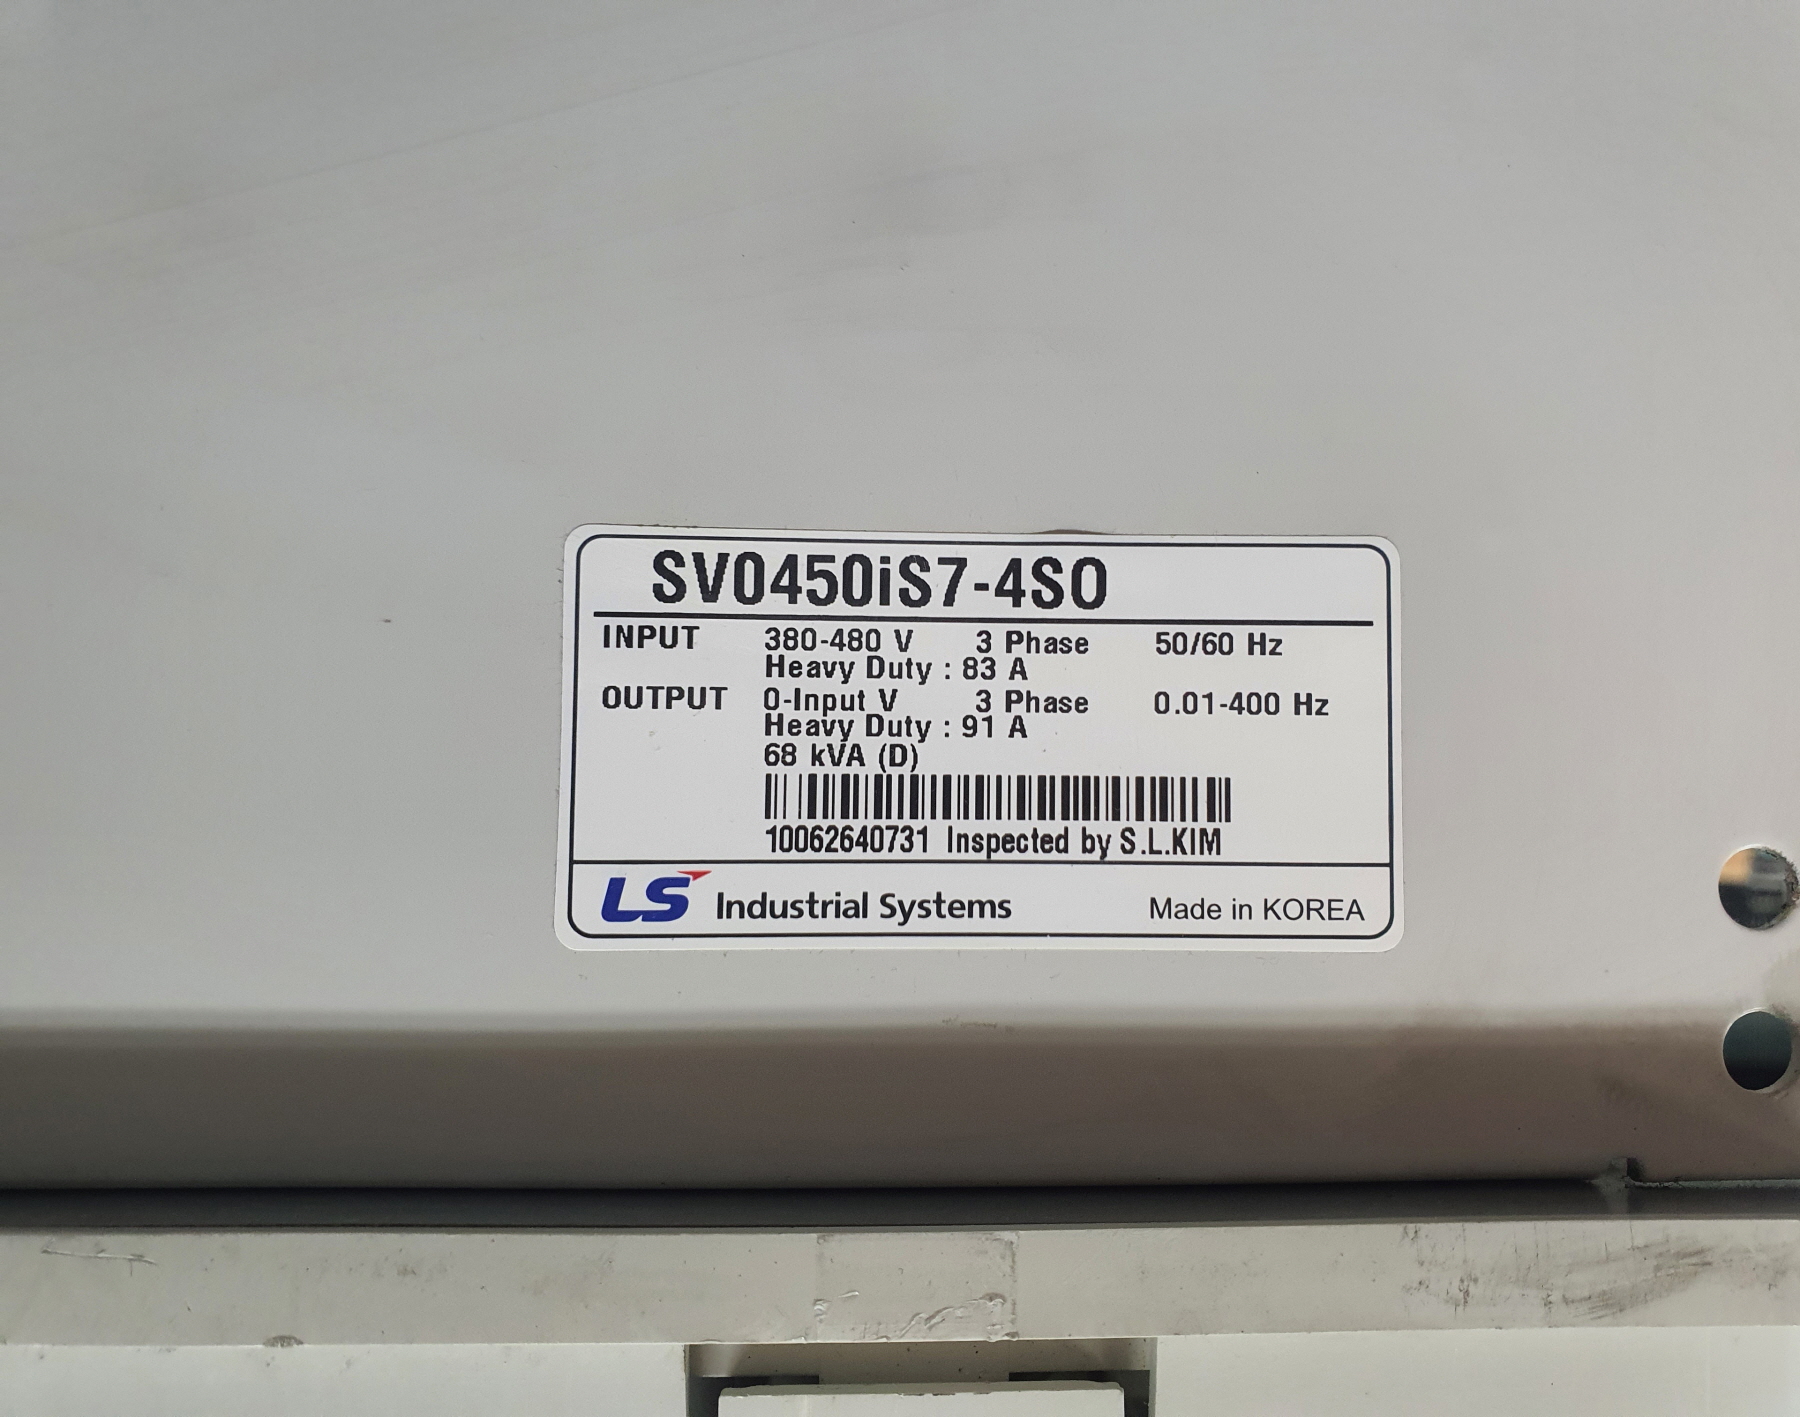 SV0450iS7-4SO
INPUT 380-480 V 3 Phase 50/60 Hz
Heavy Duty : 83 A
OUTPUT 0-Input V 3 Phase 0.01-400 Hz
Heavy Duty : 91 A
68 kVA (D)
10062640731 Inspected by S.L.KIM
LS Industrial Systems Made in KOREA